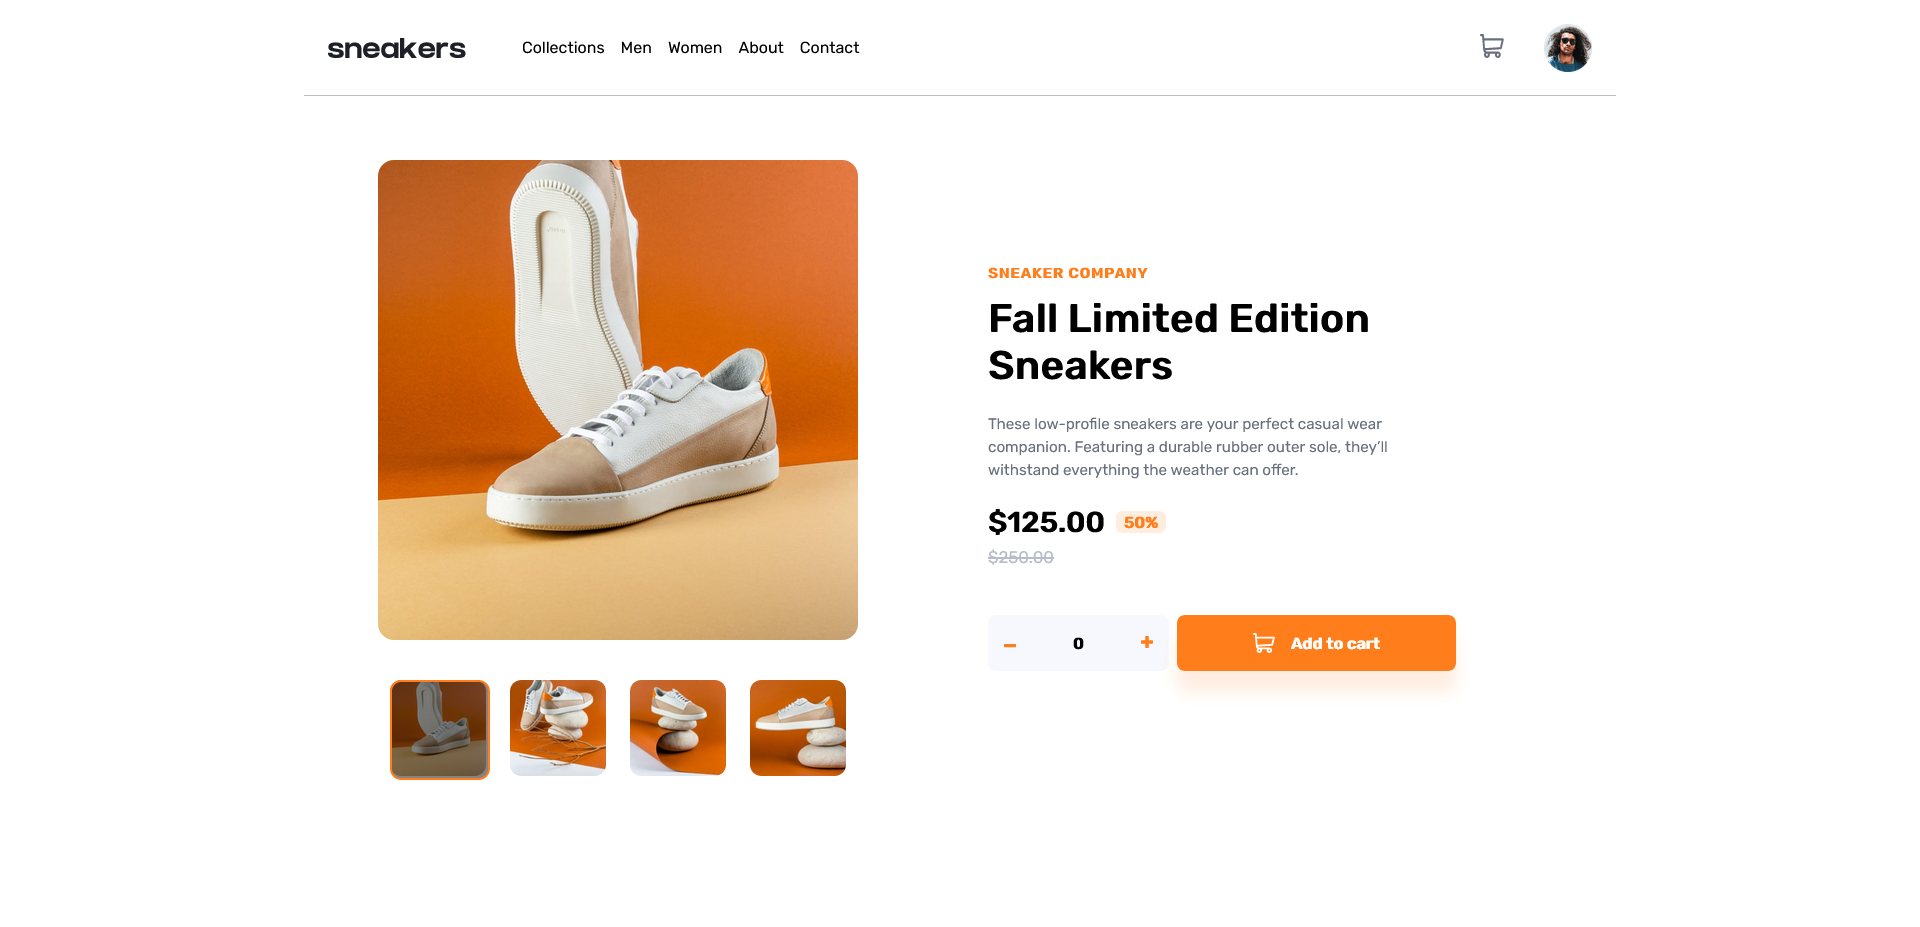 sneakers
Collections Men Women About Contact
SNEAKER COMPANY
Fall Limited Edition
Sneakers
These low-profile sneakers are your perfect casual wear
companion. Featuring a durable rubber outer sole, they’ll
withstand everything the weather can offer.
$125.00 50%
$250.00
– 0 + Add to cart